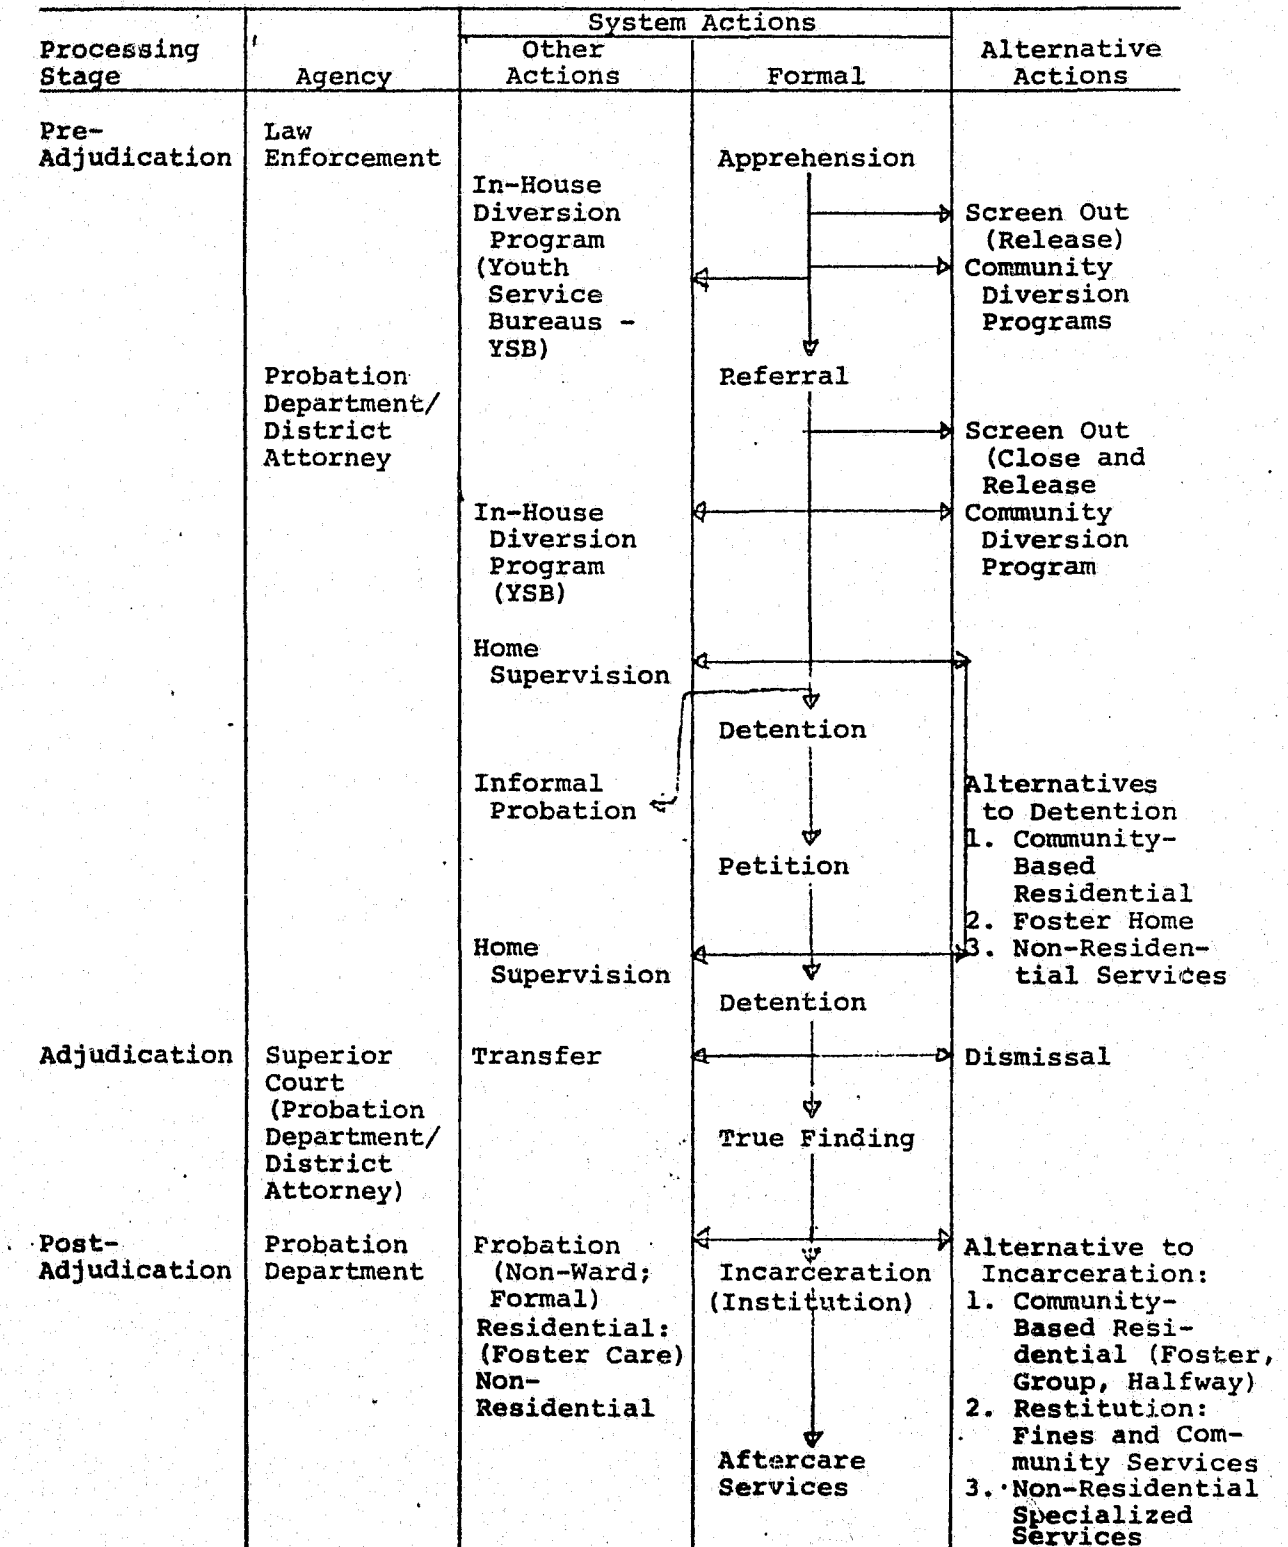 System Actions
Processing Other Alternative
Stage Agency Actions Formal Actions
Pre- Law
Adjudication Enforcement Apprehension
In-House
Diversion Screen Out
Program (Release)
(Youth Community
Service Diversion
Bureaus - Programs
YSB)
Probation Referral
Department/
District Screen Out
Attorney (Close and
Release
In-House Community
Diversion Diversion
Program Program
(YSB)
Home
Supervision
Detention
Informal Alternatives
Probation to Detention
1. Community-
Petition Based
Residential
2. Foster Home
Home 3. Non-Residen-
Supervision tial Services
Detention
Adjudication Superior Transfer Dismissal
Court
(Probation
Department/ True Finding
District
Attorney)
Post- Probation Probation Alternative to
Adjudication Department (Non-Ward; Incarceration Incarceration:
Formal) (Institution) 1. Community-
Residential: Based Resi-
(Foster Care) dential (Foster,
Non- Group, Halfway)
Residential 2. Restitution:
Fines and Com-
Aftercare munity Services
Services 3. Non-Residential
Specialized
Services